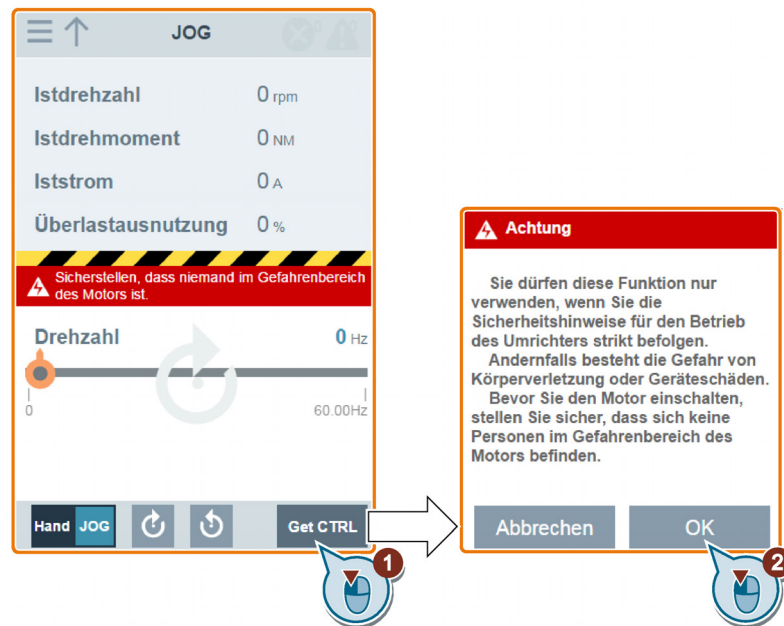 JOG
Istdrehzahl 0 rpm
Istdrehmoment 0 NM
Iststrom 0 A
Überlastausnutzung 0 %
Sicherstellen, dass niemand im Gefahrenbereich
des Motors ist.
Drehzahl 0 Hz
0 60.00Hz
Hand JOG Get CTRL
1
Achtung
Sie dürfen diese Funktion nur
verwenden, wenn Sie die
Sicherheitshinweise für den Betrieb
des Umrichters strikt befolgen.
Andernfalls besteht die Gefahr von
Körperverletzung oder Geräteschäden.
Bevor Sie den Motor einschalten,
stellen Sie sicher, dass sich keine
Personen im Gefahrenbereich des
Motors befinden.
Abbrechen OK
2